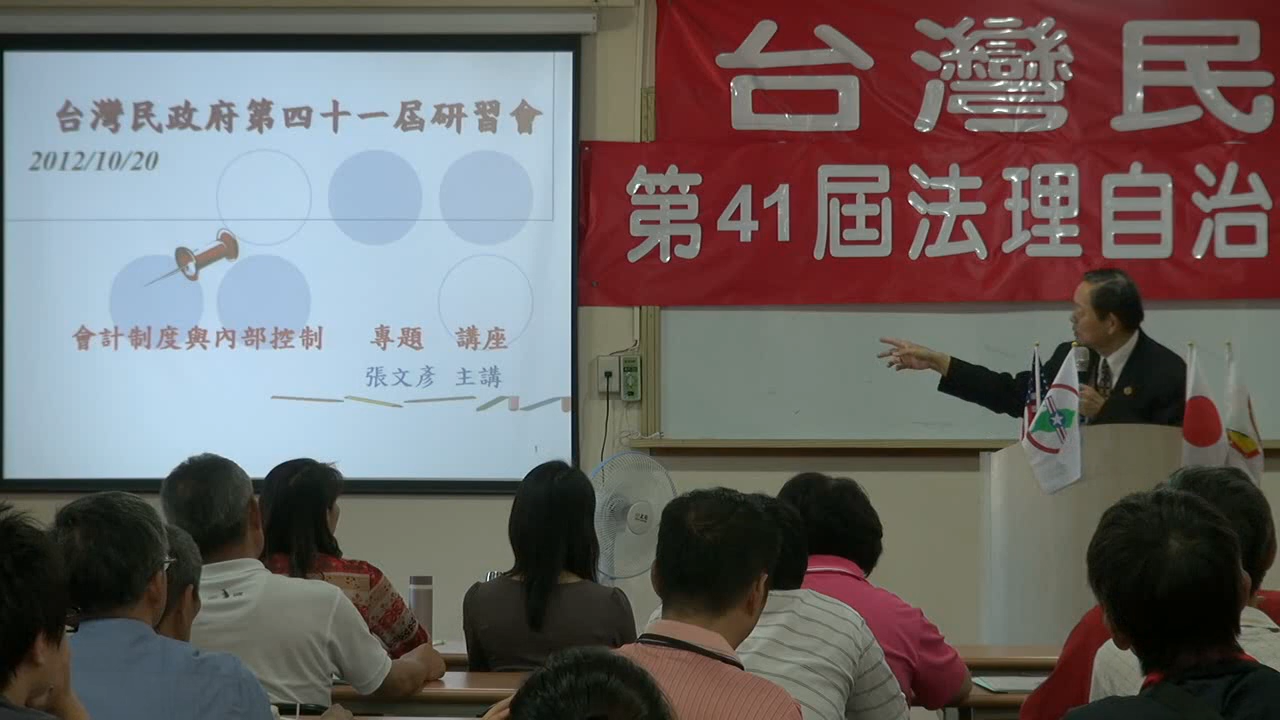 台灣民政府第四十一屆研習會
2012/10/20
會計制度與內部控制 專題 講座
張文彥 主講
台灣民
第41屆法理自治